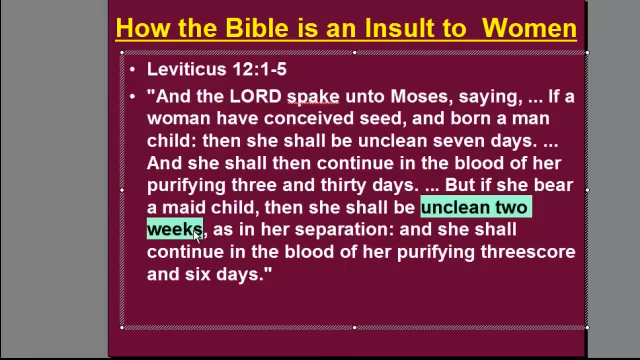 How the Bible is an Insult to  Women
• Leviticus 12:1-5
• "And the LORD spake unto Moses, saying, ... If a
woman have conceived seed, and born a man
child: then she shall be unclean seven days. ...
And she shall then continue in the blood of her
purifying three and thirty days. ... But if she bear
a maid child, then she shall be unclean two
weeks, as in her separation: and she shall
continue in the blood of her purifying threescore
and six days."